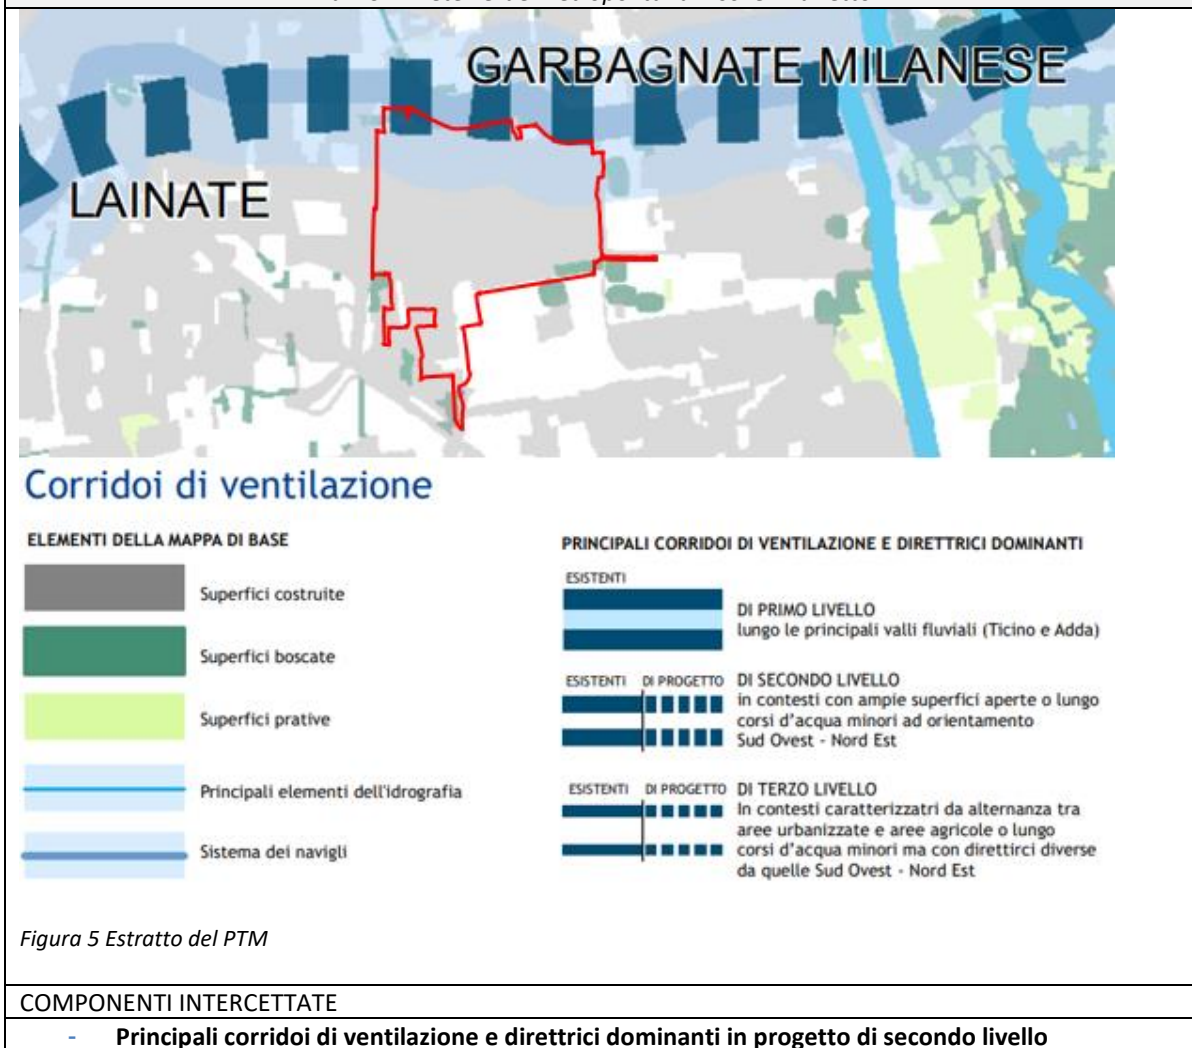 GARBAGNATE MILANESE
LAINATE
Corridoi di ventilazione
ELEMENTI DELLA MAPPA DI BASE
Superfici costruite
Superfici boscate
Superfici prative
Principali elementi dell'idrografia
Sistema dei navigli
PRINCIPALI CORRIDOI DI VENTILAZIONE E DIRETTRICI DOMINANTI
ESISTENTI
DI PRIMO LIVELLO
lungo le principali valli fluviali (Ticino e Adda)
ESISTENTI DI PROGETTO
DI SECONDO LIVELLO
in contesti con ampie superfici aperte o lungo
corsi d'acqua minori ad orientamento
Sud Ovest - Nord Est
ESISTENTI DI PROGETTO
DI TERZO LIVELLO
In contesti caratterizzatri da alternanza tra
aree urbanizzate e aree agricole o lungo
corsi d'acqua minori ma con direttirci diverse
da quelle Sud Ovest - Nord Est
Figura 5 Estratto del PTM
COMPONENTI INTERCETTATE
- Principali corridoi di ventilazione e direttrici dominanti in progetto di secondo livello